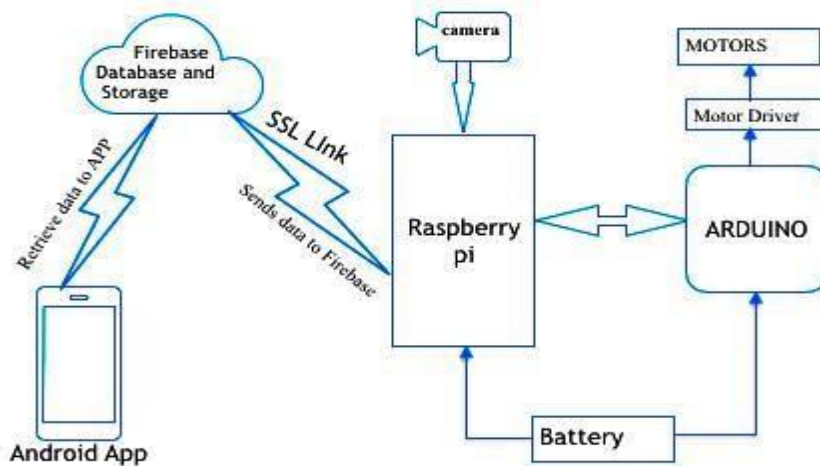 Firebase
Database and
Storage
camera
MOTORS
Motor Driver
SSL LInk
Retrieve data to APP
Sends data to Firebase
Raspberry
pi
ARDUINO
Battery
Android App